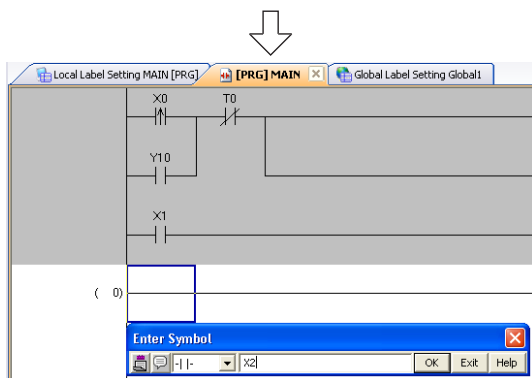 Local Label Setting MAIN [PRG]
[PRG] MAIN
Global Label Setting Global1
X0 T0
Y10
X1
( 0)
Enter Symbol
X2
OK Exit Help